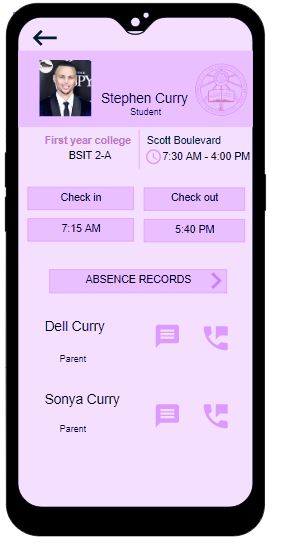 Stephen Curry
Student
First year college
BSIT 2-A
Scott Boulevard
7:30 AM - 4:00 PM
Check in
Check out
7:15 AM
5:40 PM
ABSENCE RECORDS
Dell Curry
Parent
Sonya Curry
Parent